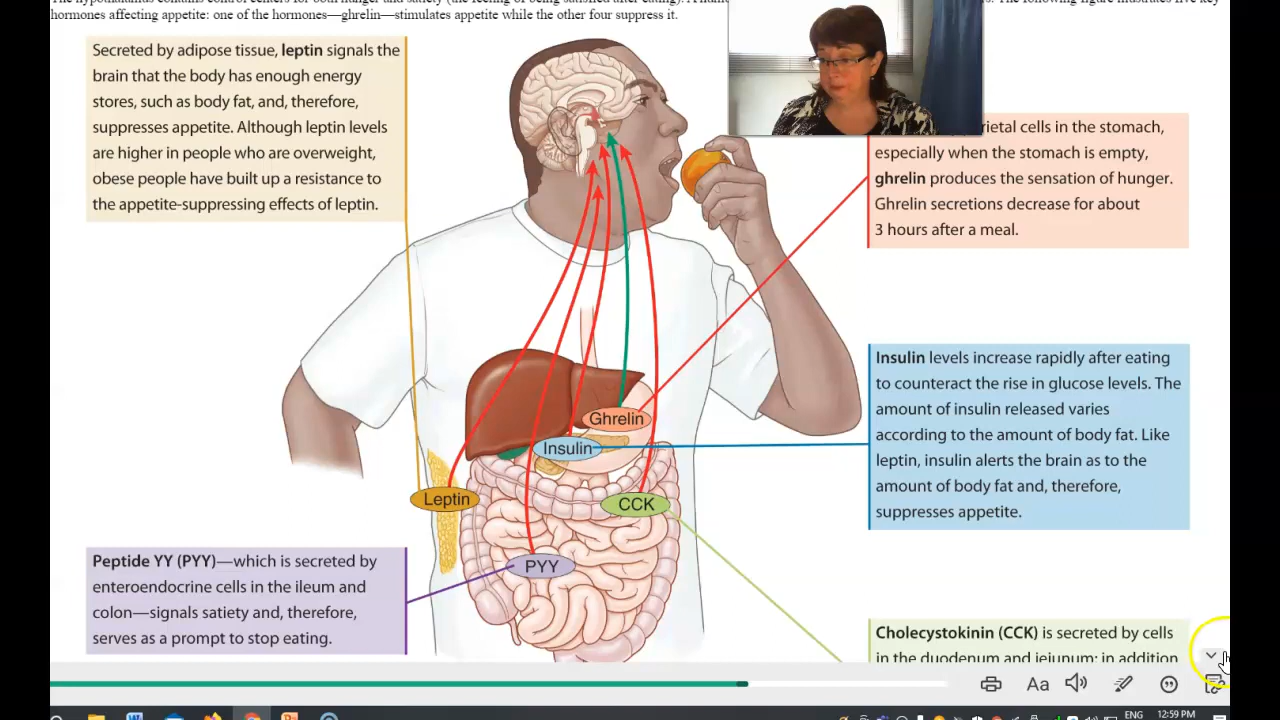 hormones affecting appetite: one of the hormones—ghrelin—stimulates appetite while the other four suppress it.
Secreted by adipose tissue, leptin signals the
brain that the body has enough energy
stores, such as body fat, and, therefore,
suppresses appetite. Although leptin levels
are higher in people who are overweight,
obese people have built up a resistance to
the appetite-suppressing effects of leptin.
rietal cells in the stomach,
especially when the stomach is empty,
ghrelin produces the sensation of hunger.
Ghrelin secretions decrease for about
3 hours after a meal.
Insulin levels increase rapidly after eating
to counteract the rise in glucose levels. The
amount of insulin released varies
according to the amount of body fat. Like
leptin, insulin alerts the brain as to the
amount of body fat and, therefore,
suppresses appetite.
Ghrelin
Insulin
Leptin
CCK
PYY
Peptide YY (PYY)—which is secreted by
enteroendocrine cells in the ileum and
colon—signals satiety and, therefore,
serves as a prompt to stop eating.
Cholecystokinin (CCK) is secreted by cells
in the duodenum and jejunum; in addition
Aa
ENG
12:59 PM